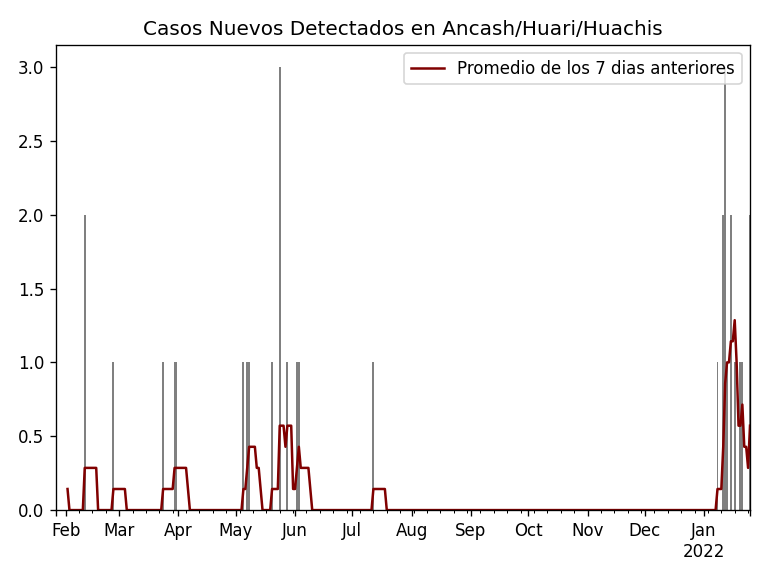 Casos Nuevos Detectados en Ancash/Huari/Huachis
Promedio de los 7 dias anteriores
3.0
2.5
2.0
1.5
1.0
0.5
0.0
Feb Mar Apr May Jun Jul Aug Sep Oct Nov Dec Jan
2022